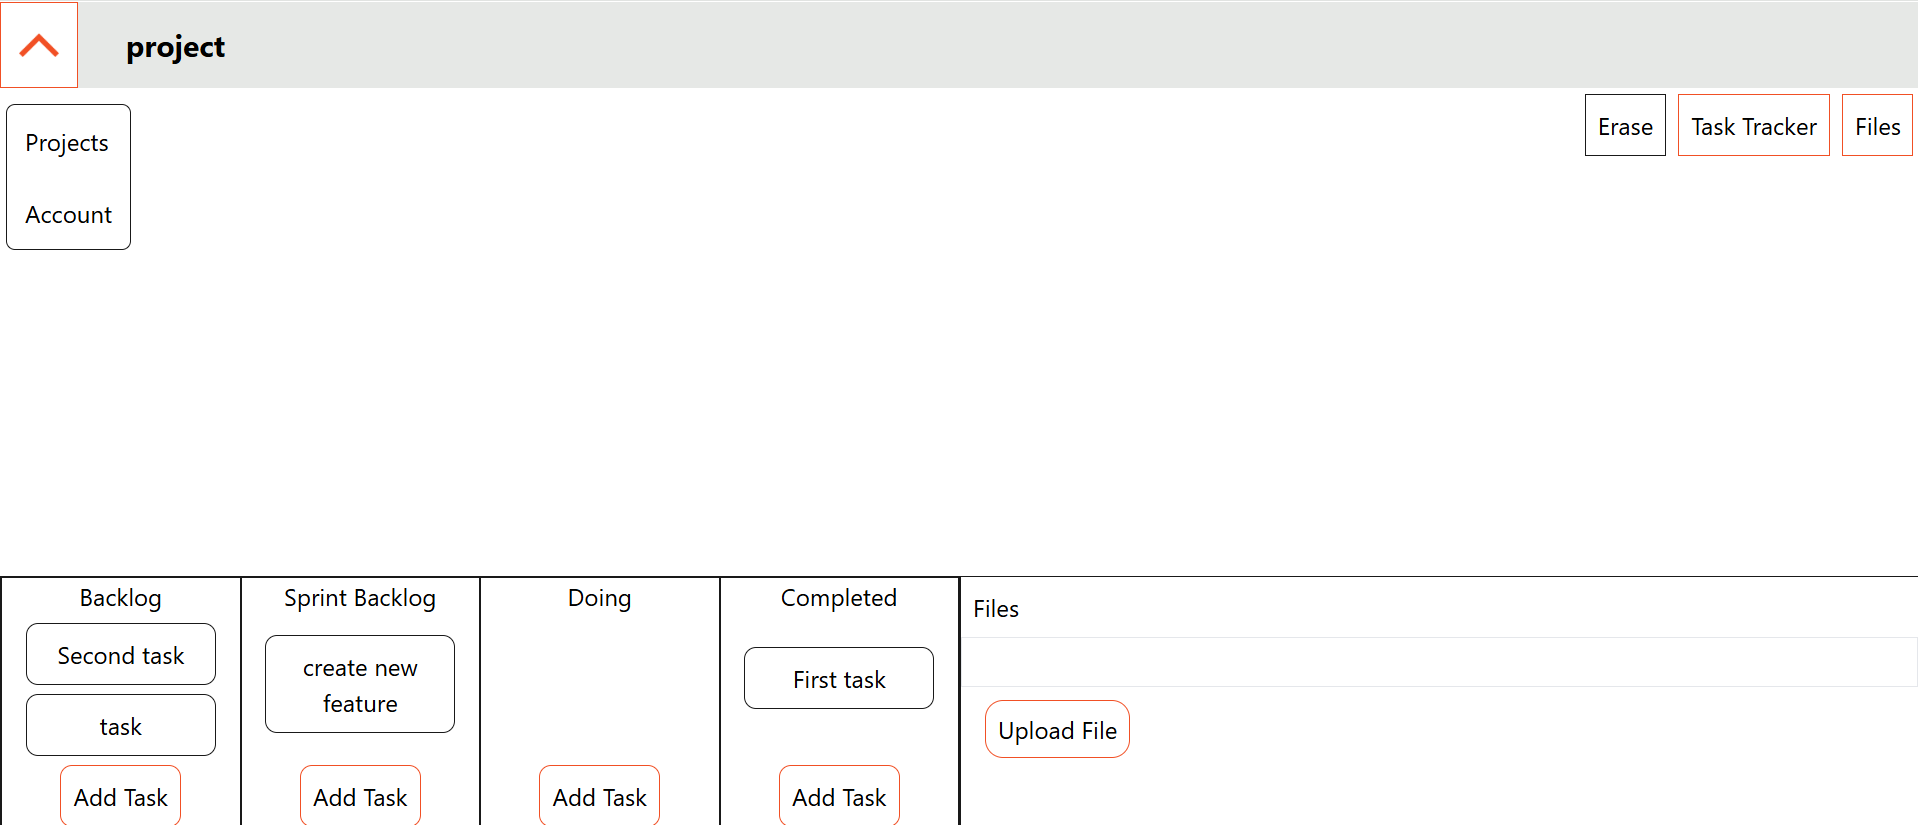 project
Projects
Account
Erase
Task Tracker
Files
Backlog
Second task
task
Add Task
Sprint Backlog
create new
feature
Add Task
Doing
Add Task
Completed
First task
Add Task
Files
Upload File